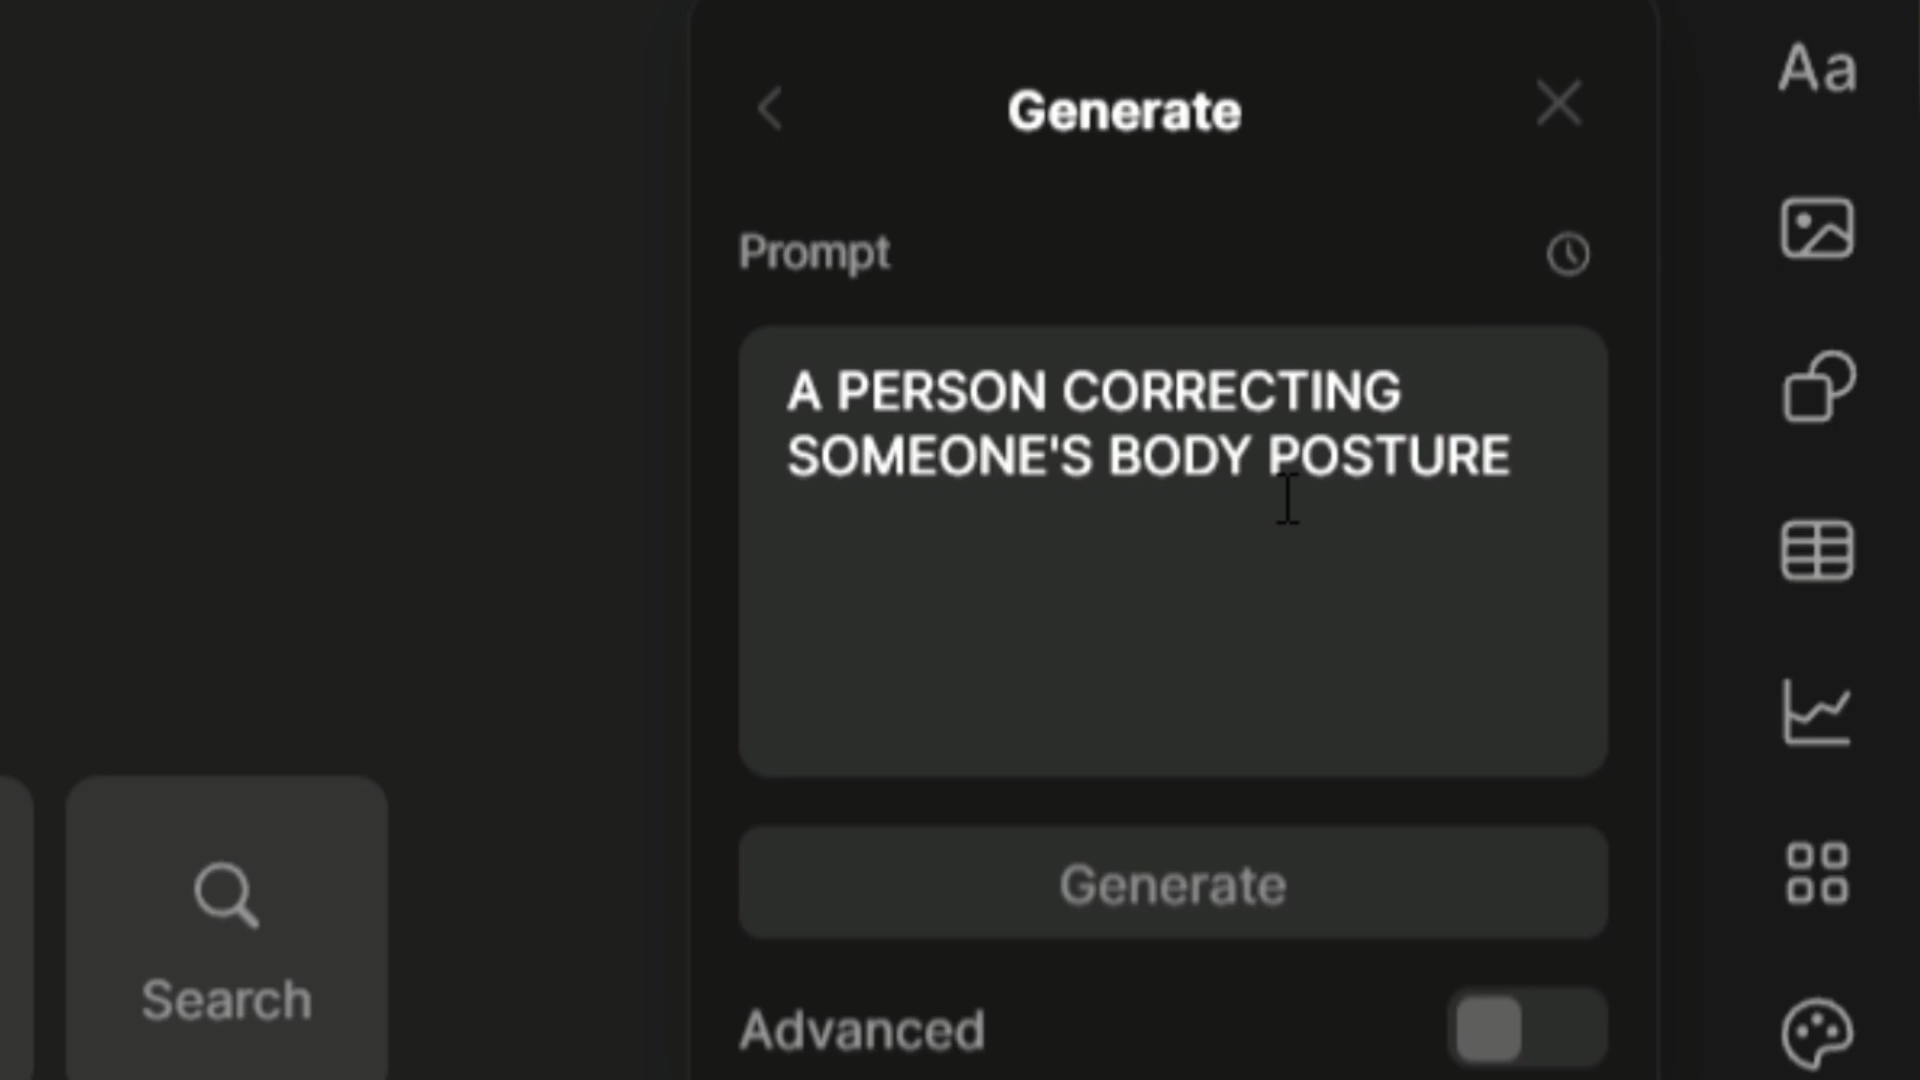 Generate
Aa
Prompt
A PERSON CORRECTING
SOMEONE'S BODY POSTURE
Generate
Search
Advanced